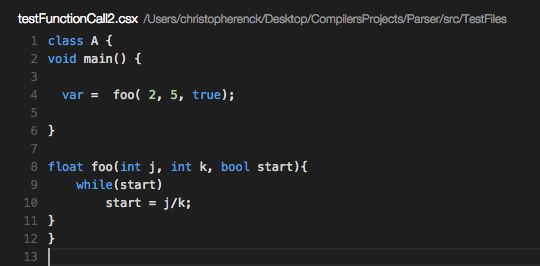 testFunctionCall2.csx /Users/christopherenck/Desktop/CompilersProjects/Parser/src/TestFiles
1 class A {
2 void main() {
3
4 var = foo( 2, 5, true);
5
6 }
7
8 float foo(int j, int k, bool start){
9 while(start)
10 start = j/k;
11 }
12 }
13